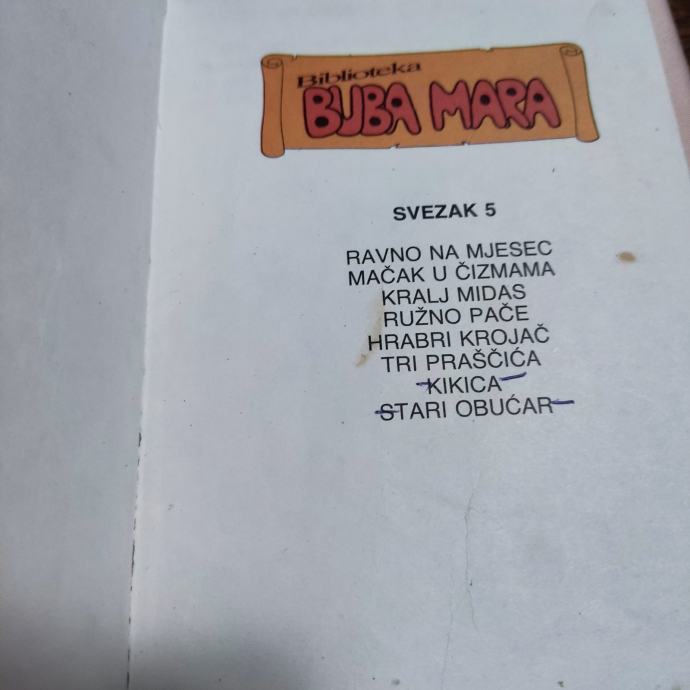 Biblioteka
BUBA MARA
SVEZAK 5
RAVNO NA MJESEC
MAČAK U ČIZMAMA
KRALJ MIDAS
RUŽNO PAČE
HRABRI KROJAČ
TRI PRAŠČIĆA
KIKICA
STARI OBUĆAR